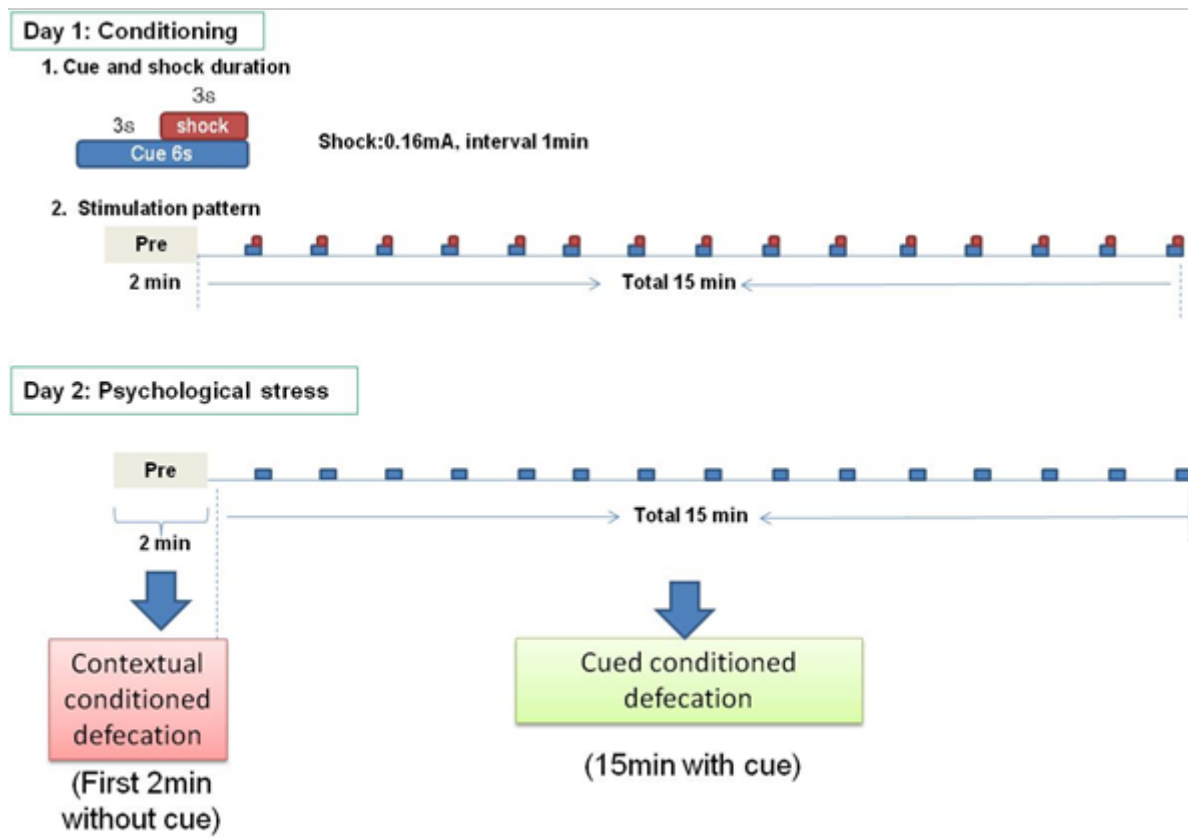 Day 1: Conditioning
1. Cue and shock duration
3s
3s shock
Cue 6s
Shock:0.16mA, interval 1min
2. Stimulation pattern
Pre
2 min
Total 15 min
Day 2: Psychological stress
Pre
Total 15 min
2 min
Contextual
conditioned
defecation
(First 2min
without cue)
Cued conditioned
defecation
(15min with cue)